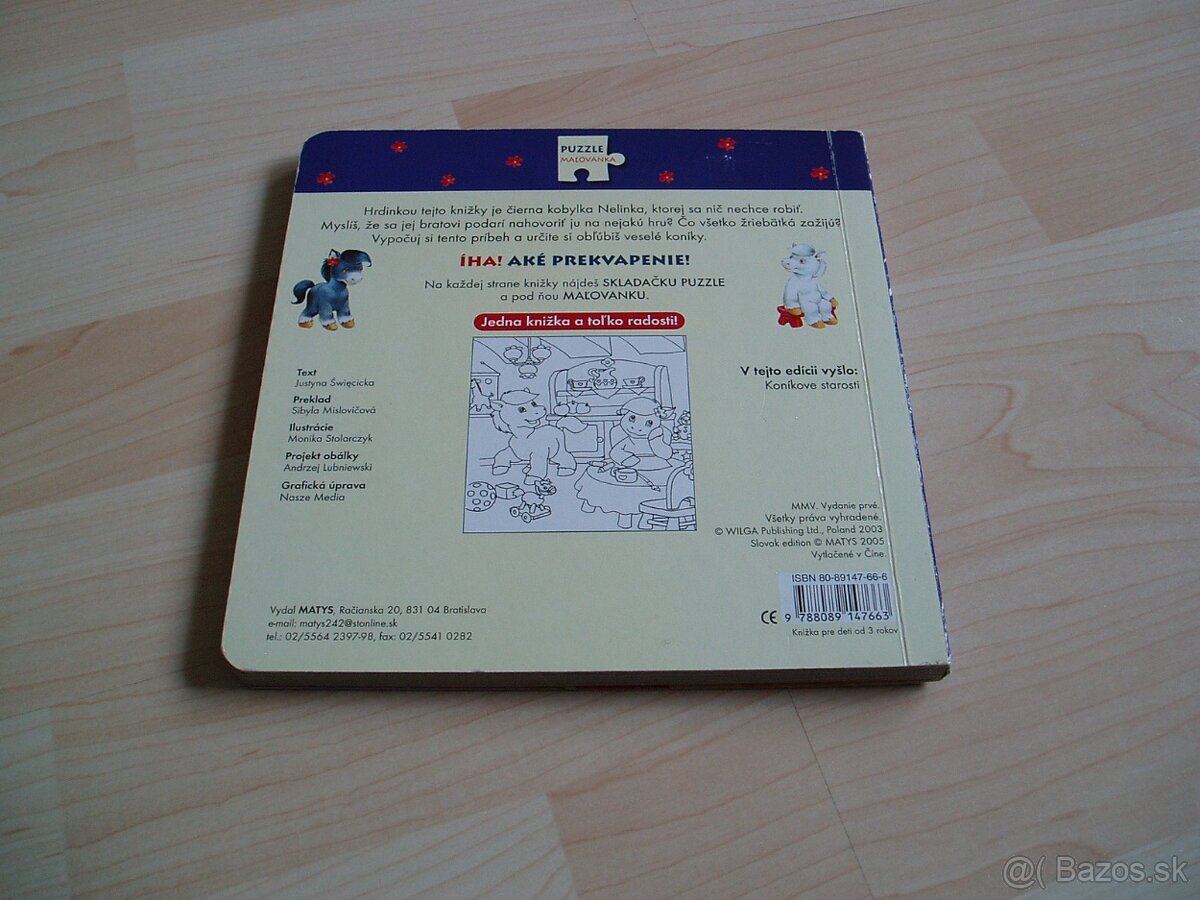 PUZZLE
MAĽOVANKA
Hrdinkou tejto knižky je čierna kobylka Nelinka, ktorej sa nič nechce robiť.
Myslíš, že sa jej bratovi podarí nahovoriť ju na nejakú hru? Čo všetko žriebätká zažijú?
Vypočuj si tento príbeh a určite si obľúbiš veselé koníky.
ÍHA! AKÉ PREKVAPENIE!
Na každej strane knižky nájdeš SKLADAČKU PUZZLE
a pod ňou MAĽOVANKU.
Jedna knižka a toľko radosti!
Text
Justyna Święcicka
Preklad
Sibyla Mislovičová
Ilustrácie
Monika Stolarczyk
Projekt obálky
Andrzej Lubniewski
Grafická úprava
Nasze Media
V tejto edícii vyšlo:
Koníkove starosti
MMV. Vydanie prvé.
Všetky práva vyhradené.
© WILGA Publishing Ltd., Poland 2003
Slovak edition © MATYS 2005
Vytlačené v Číne.
ISBN 80-89147-66-6
CE 9 788089 147663
Knižka pre deti od 3 rokov
Vydal MATYS, Račianska 20, 831 04 Bratislava
e-mail: matys242@stonline.sk
tel.: 02/5564 2397-98, fax: 02/5541 0282
@( Bazos.sk